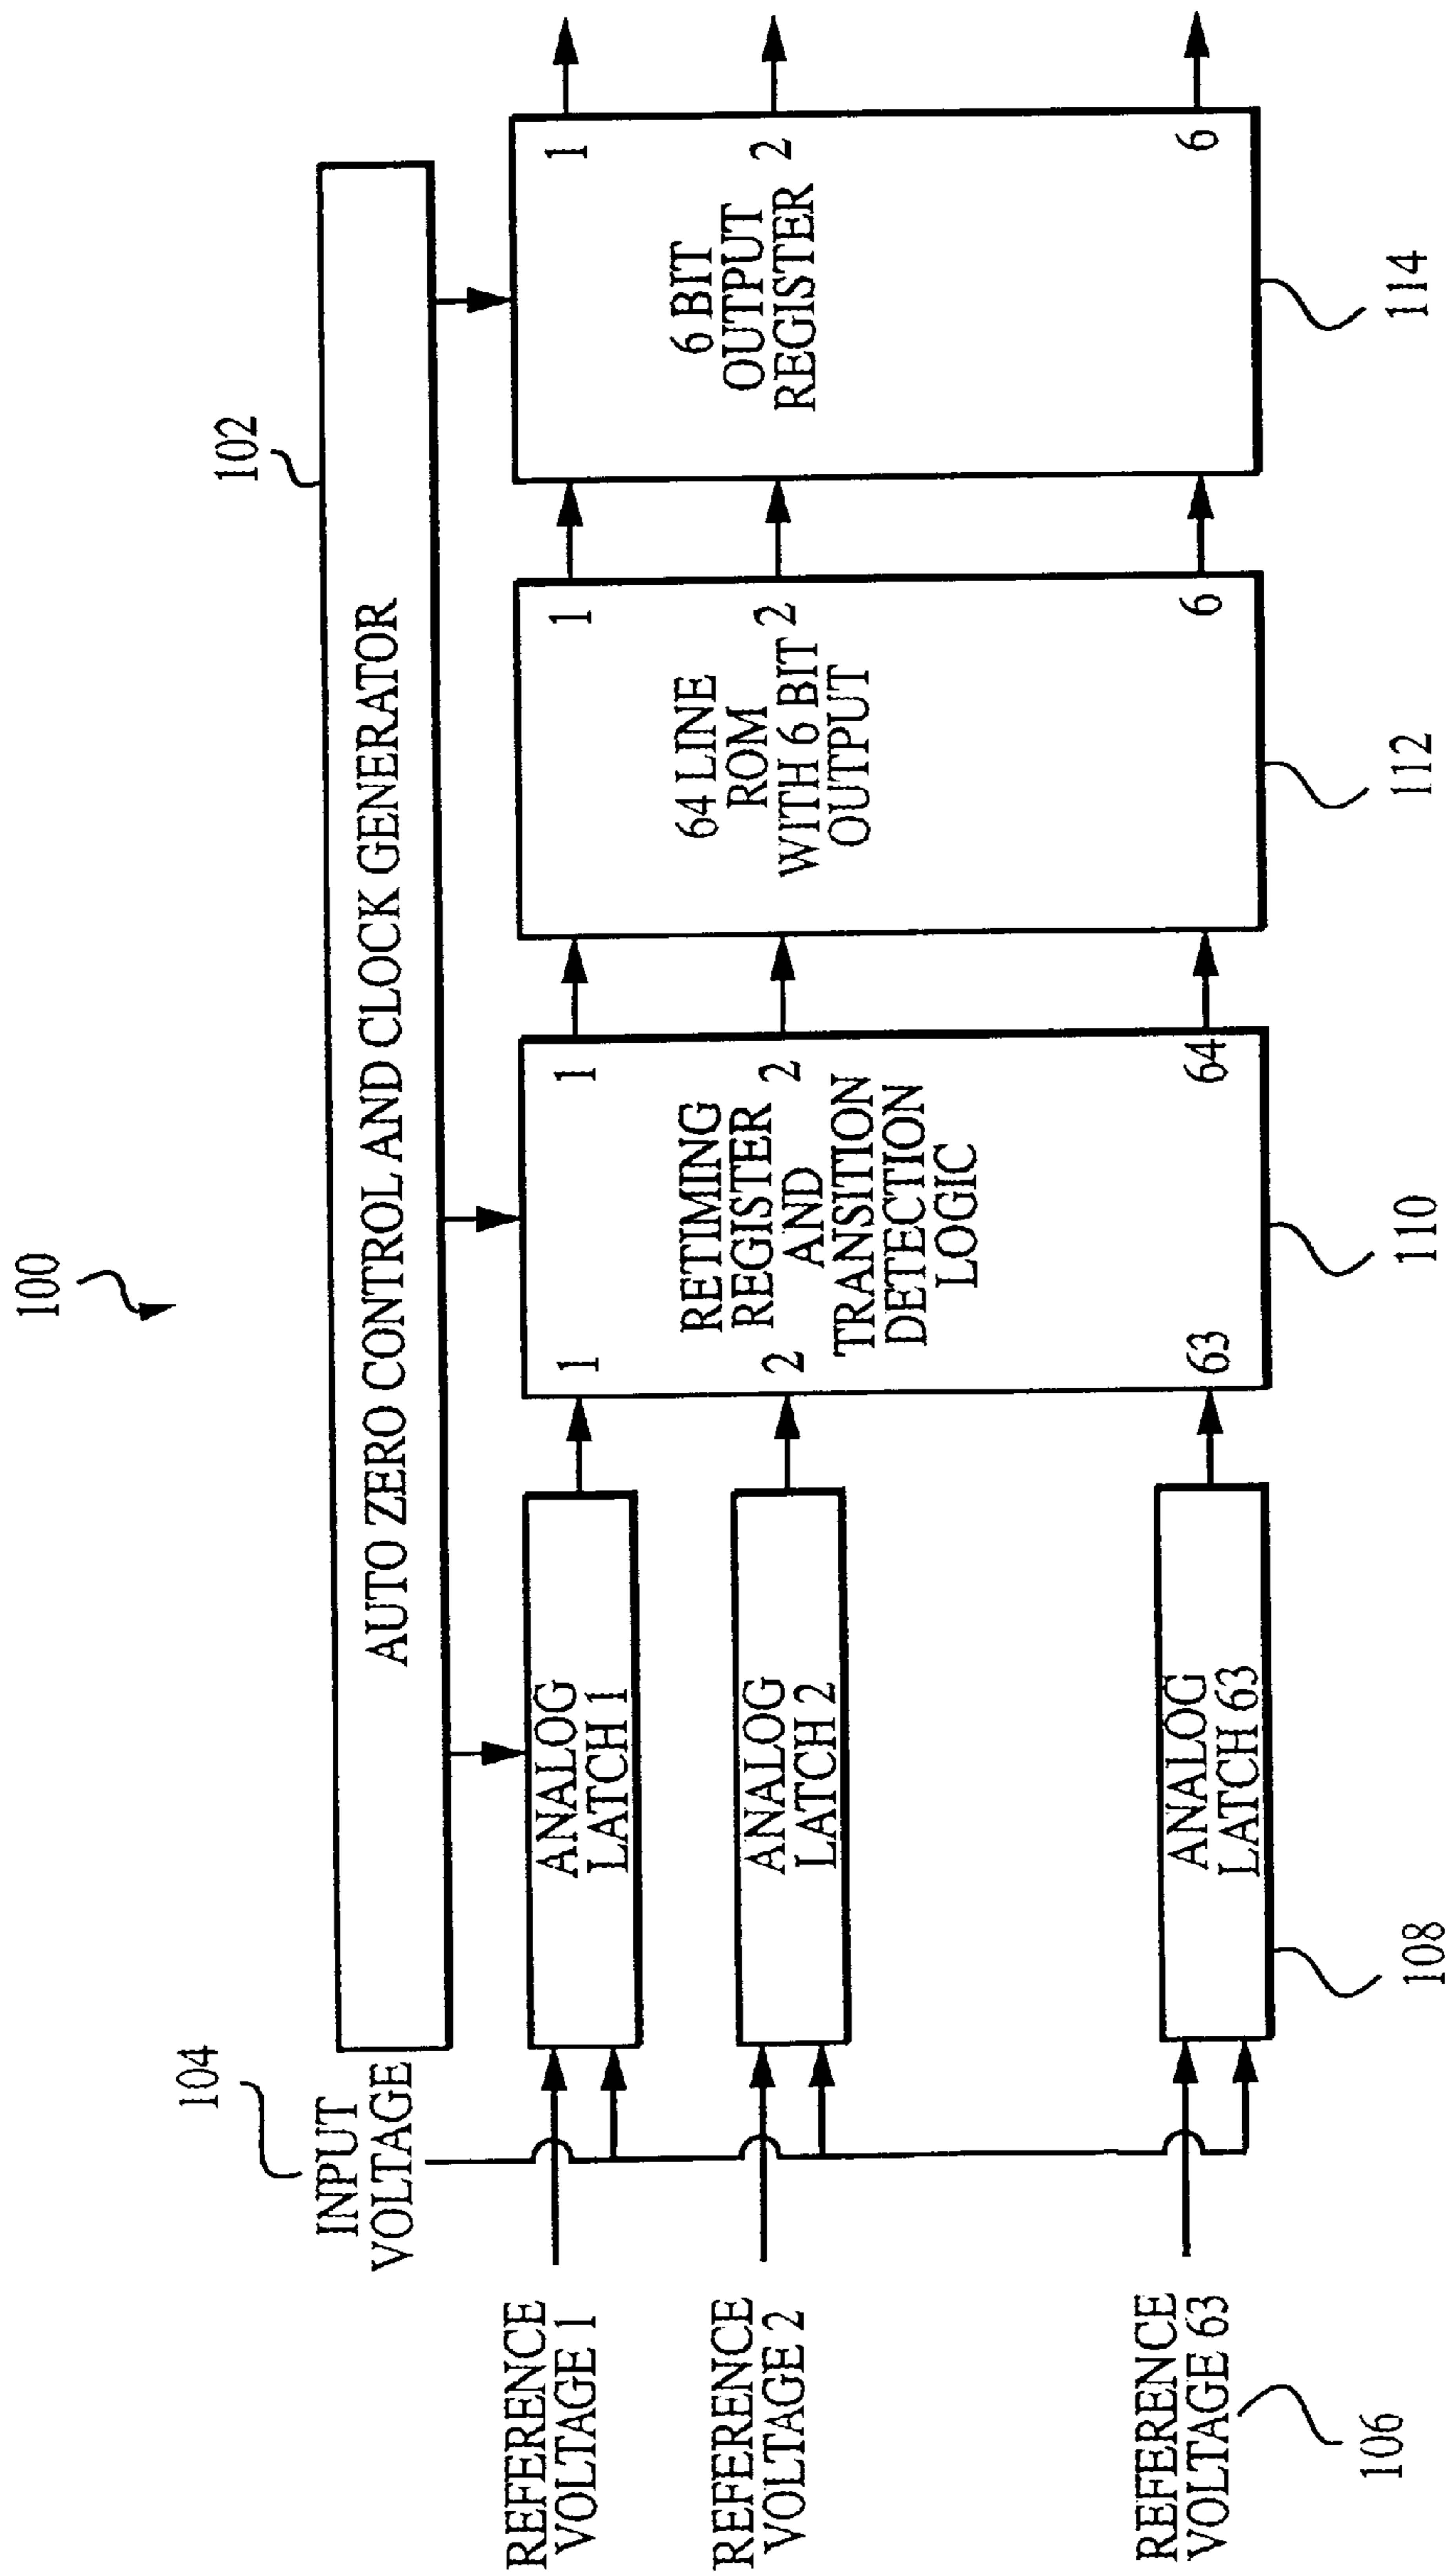 100
102
AUTO ZERO CONTROL AND CLOCK GENERATOR
104
INPUT
VOLTAGE
REFERENCE
VOLTAGE 1
ANALOG
LATCH 1
REFERENCE
VOLTAGE 2
ANALOG
LATCH 2
REFERENCE
VOLTAGE 63
106
ANALOG
LATCH 63
108
1
2
63
RETIMING
REGISTER
AND
TRANSITION
DETECTION
LOGIC
1
2
64
110
64 LINE
ROM
WITH 6 BIT
OUTPUT
1
2
6
112
6 BIT
OUTPUT
REGISTER
1
2
6
114